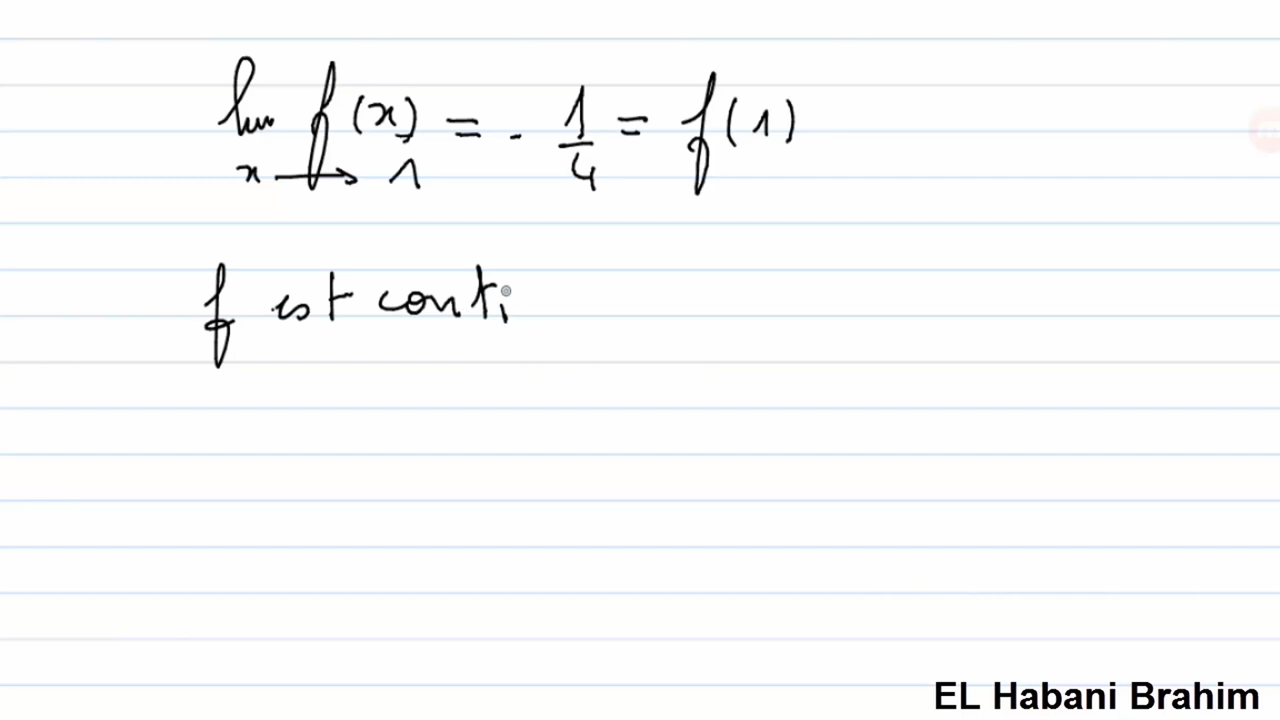 lim f(x) = - 1/4 = f(1)
x → 1
f est conti
EL Habani Brahim